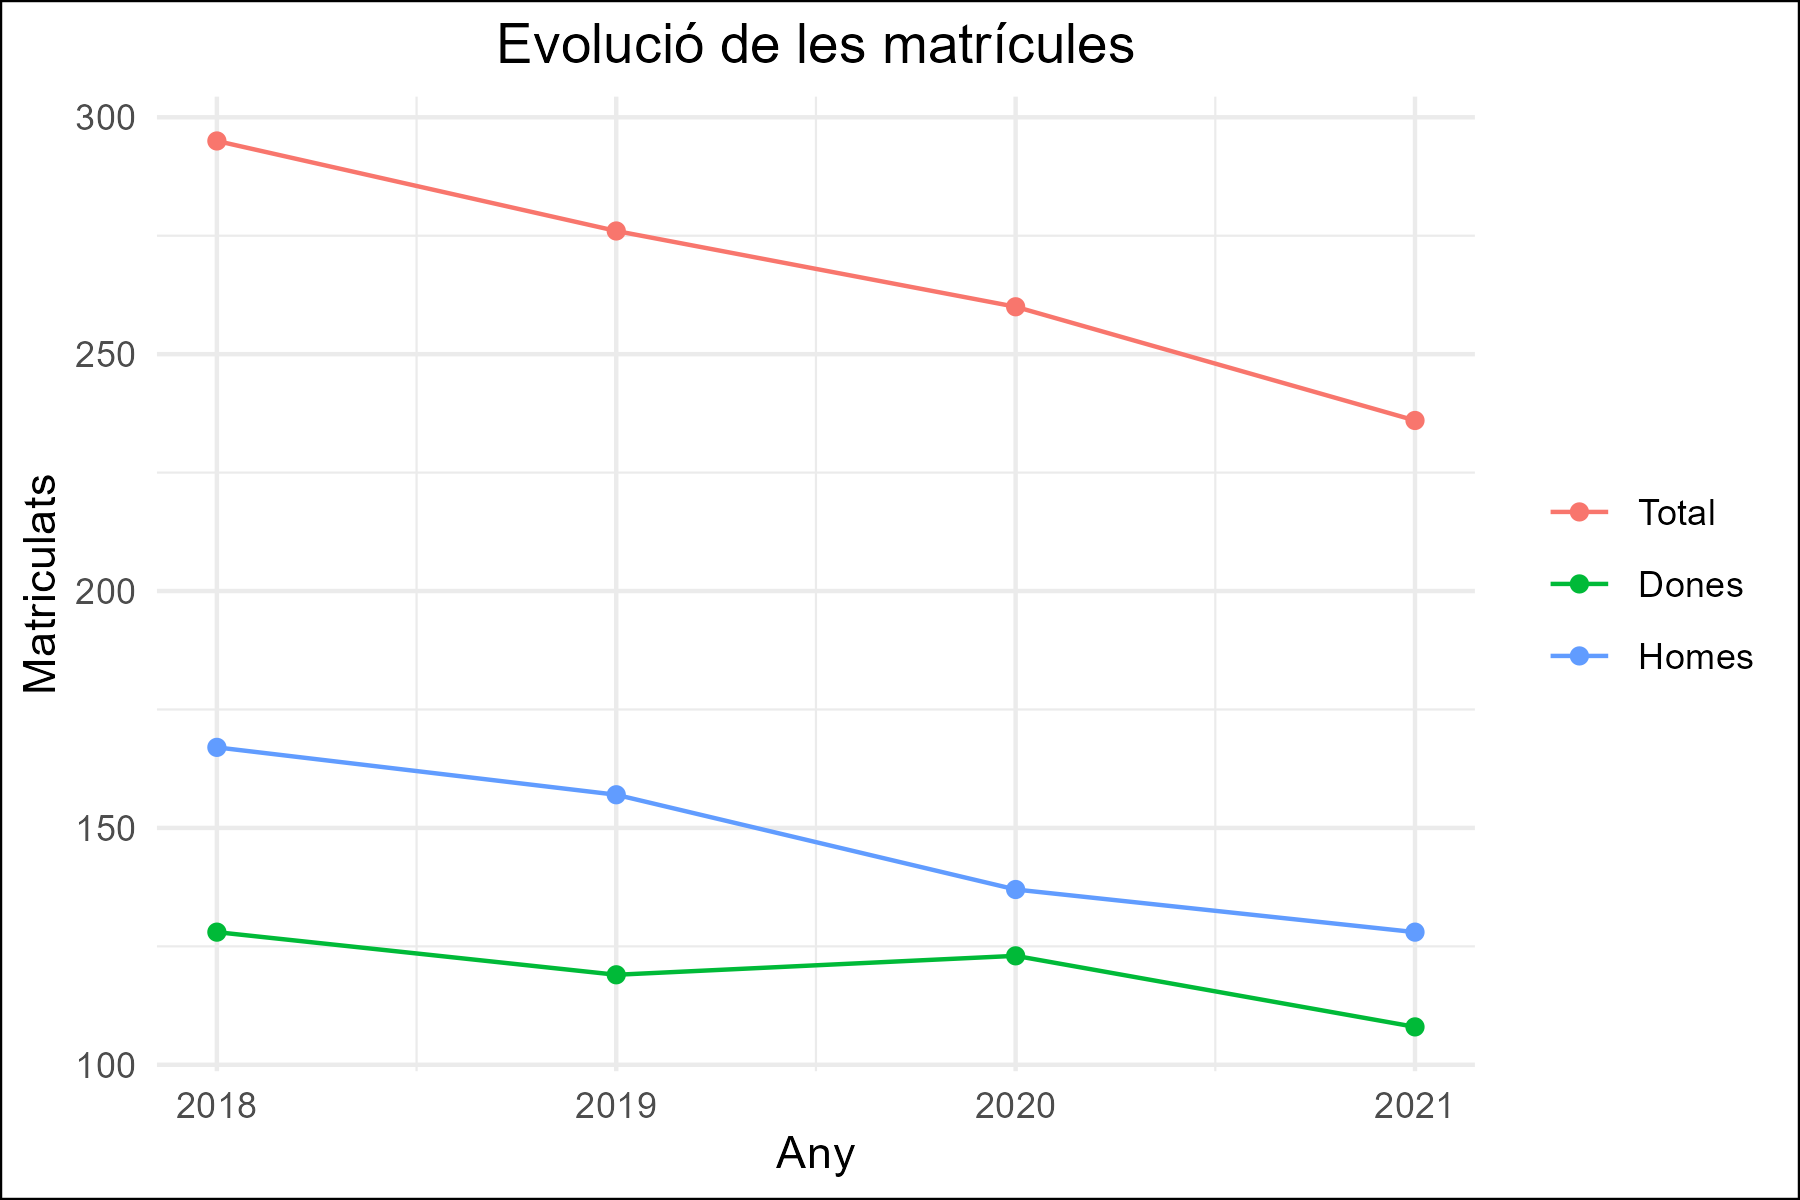 Evolució de les matrícules
300
250
200
150
100
Matriculats
2018
2019
2020
2021
Any
Total
Dones
Homes